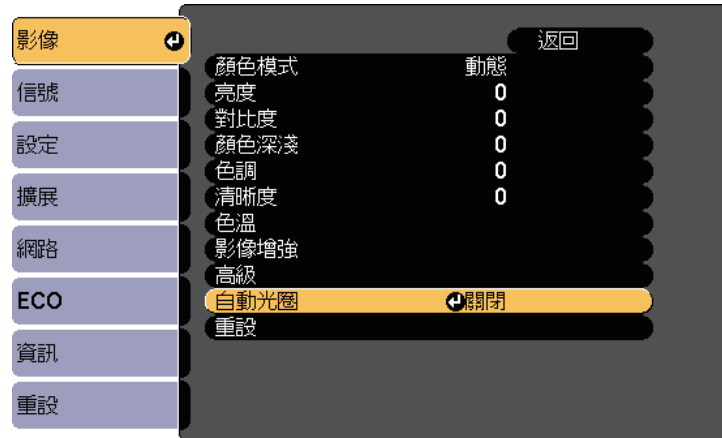 影像
信號
設定
擴展
網路
ECO
資訊
重設
返回
顏色模式 動態
亮度 0
對比度 0
顏色深淺 0
色調 0
清晰度 0
色溫
影像增強
高級
自動光圈 關閉
重設